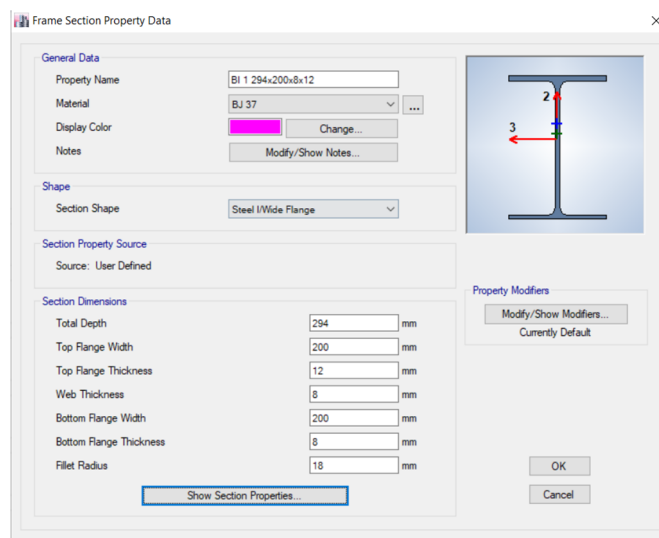 Frame Section Property Data
General Data
Property Name BI 1 294x200x8x12
Material BJ 37 ...
Display Color Change...
Notes Modify/Show Notes...
2
3
Shape
Section Shape Steel I/Wide Flange
Section Property Source
Source: User Defined
Property Modifiers
Modify/Show Modifiers...
Currently Default
Section Dimensions
Total Depth 294 mm
Top Flange Width 200 mm
Top Flange Thickness 12 mm
Web Thickness 8 mm
Bottom Flange Width 200 mm
Bottom Flange Thickness 8 mm
Fillet Radius 18 mm
Show Section Properties...
OK
Cancel